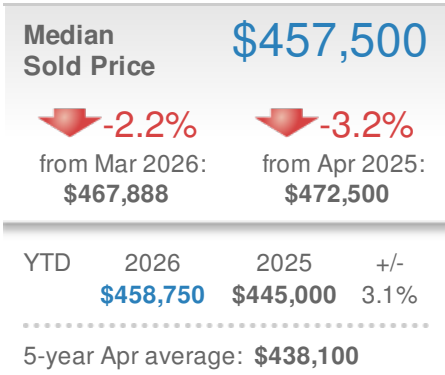 Median $457,500
Sold Price
-2.2% -3.2%
from Mar 2026: from Apr 2025:
$467,888 $472,500
YTD 2026 2025 +/-
$458,750 $445,000 3.1%
5-year Apr average: $438,100